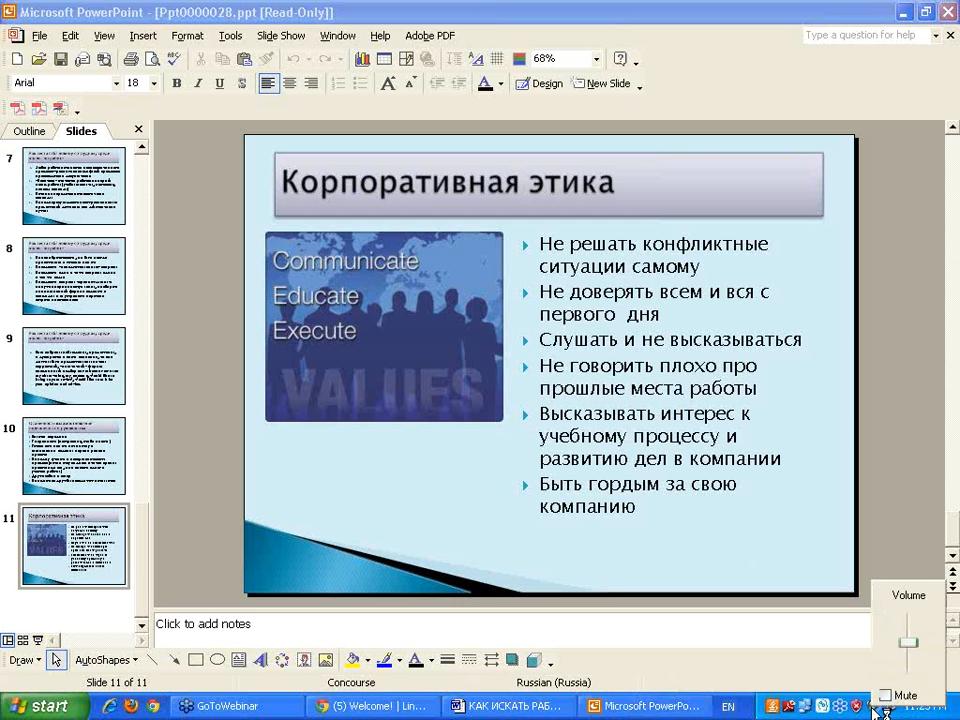 Microsoft PowerPoint - [Ppt0000028.ppt [Read-Only]]
File Edit View Insert Format Tools Slide Show Window Help Adobe PDF
Type a question for help
68%
Arial 18 B I U S A A A Design New Slide
Outline Slides
7
8
9
10
11
Корпоративная этика
Communicate
Educate
Execute
VALUES
Не решать конфликтные
ситуации самому
Не доверять всем и вся с
первого дня
Слушать и не высказываться
Не говорить плохо про
прошлые места работы
Высказывать интерес к
учебному процессу и
развитию дел в компании
Быть гордым за свою
компанию
Click to add notes
Volume
Mute
Draw AutoShapes
Slide 11 of 11 Concourse Russian (Russia)
start GoToWebinar (5) Welcome! | Lin... КАК ИСКАТЬ РАБ... Microsoft PowerPo... EN